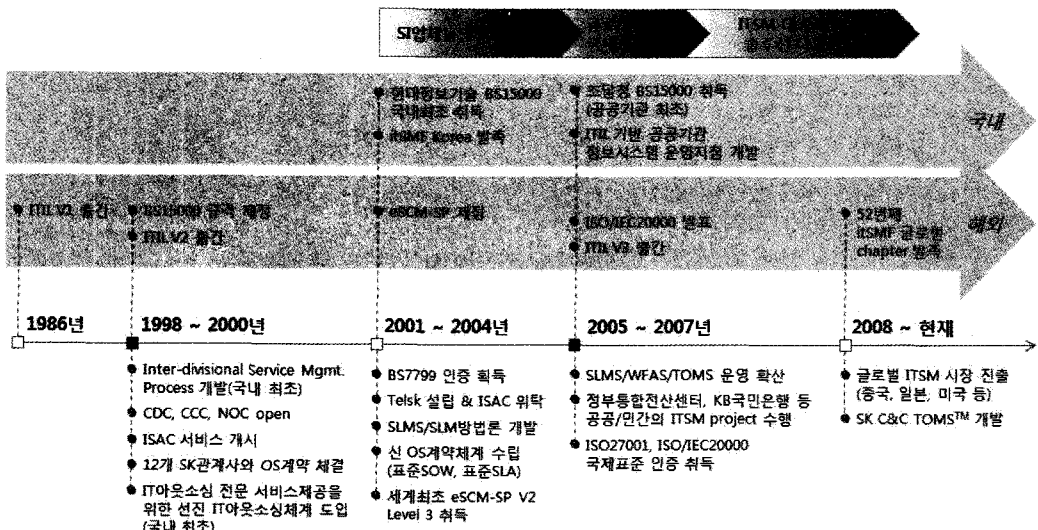 SI업체
ITSM
현대정보기술 BS15000
국내최초 취득
itSMF Korea 발족
조달청 BS15000 취득
(공공기관 최초)
ITIL 기반 공공기관
정보시스템 운영지침 개발
국내
ITIL V1 출간
BS15000 규격 제정
ITIL V2 출간
eSCM-SP 제정
ISO/IEC20000 발표
ITIL V3 출간
52번째
itSMF 글로벌
chapter 발족
해외
1986년
1998 ~ 2000년
2001 ~ 2004년
2005 ~ 2007년
2008 ~ 현재
Inter-divisional Service Mgmt.
Process 개발(국내 최초)
CDC, CCC, NOC open
ISAC 서비스 개시
12개 SK관계사와 OS계약 체결
IT아웃소싱 전문 서비스제공을
위한 선진 IT아웃소싱체계 도입
(국내 최초)
BS7799 인증 획득
Telsk 설립 & ISAC 위탁
SLMS/SLM방법론 개발
신 OS계약체계 수립
(표준SOW, 표준SLA)
세계최초 eSCM-SP V2
Level 3 취득
SLMS/WFAS/TOMS 운영 확산
정부통합전산센터, KB국민은행 등
공공/민간의 ITSM project 수행
ISO27001, ISO/IEC20000
국제표준 인증 취득
글로벌 ITSM 시장 진출
(중국, 일본, 미국 등)
SK C&C TOMS™ 개발